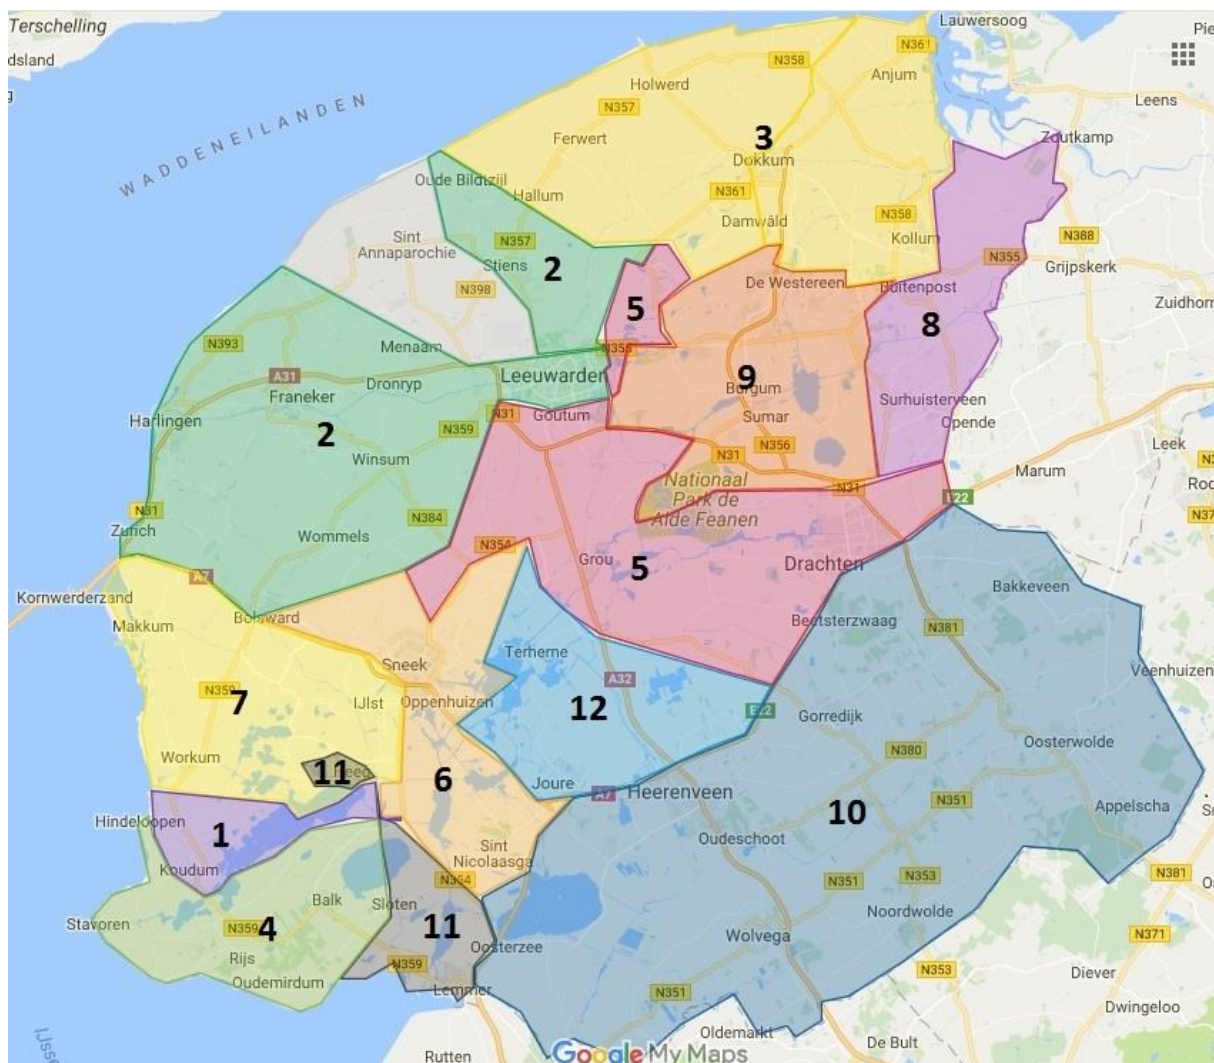 Terschelling
Lauwersoog
dsland
N361
N358
Anjum
Holwerd
Leens
N357
WADDENEILANDEN
Ferwert
3
Zoutkamp
Dokkum
Oude Bildtzijl
Hallum
N361
Damwâld
N358
Kollum
Sint
Annaparochie
N357
N388
Stiens
2
N355
Grijpskerk
N398
De Westereen
Buitenpost
5
8
Zuidhorn
N393
Menaam
N355
Leeuwarden
A31
Dronryp
9
Franeker
Burgum
Surhuisterveen
Harlingen
N31
Goutum
Sumar
Opende
2
N359
N356
Leek
Winsum
N31
Marum
Nationaal
Park de
Alde Feanen
N31
E22
N31
N384
Zurich
Wommels
N354
Grou
Drachten
5
A7
Kornwerderzand
Bakkeveen
Makkum
Bolsward
Beetsterzwaag
N381
Terherne
Sneek
Veenhuizen
A32
N359
7
IJlst
Oppenhuizen
12
E22
Gorredijk
Oosterwolde
Workum
N380
11
Heeg
6
Joure
A7
Heerenveen
N351
Appelscha
Hindeloopen
1
Oudeschoot
10
Sint
Nicolaasga
Koudum
N381
N354
N351
N353
Balk
Sloten
Noordwolde
Stavoren
N359
4
11
Wolvega
N371
Rijs
Oosterzee
N359
N353
Diever
Oudemirdum
Lemmer
N351
Dwingeloo
Oldemarkt
De Bult
Rutten
Google My Maps